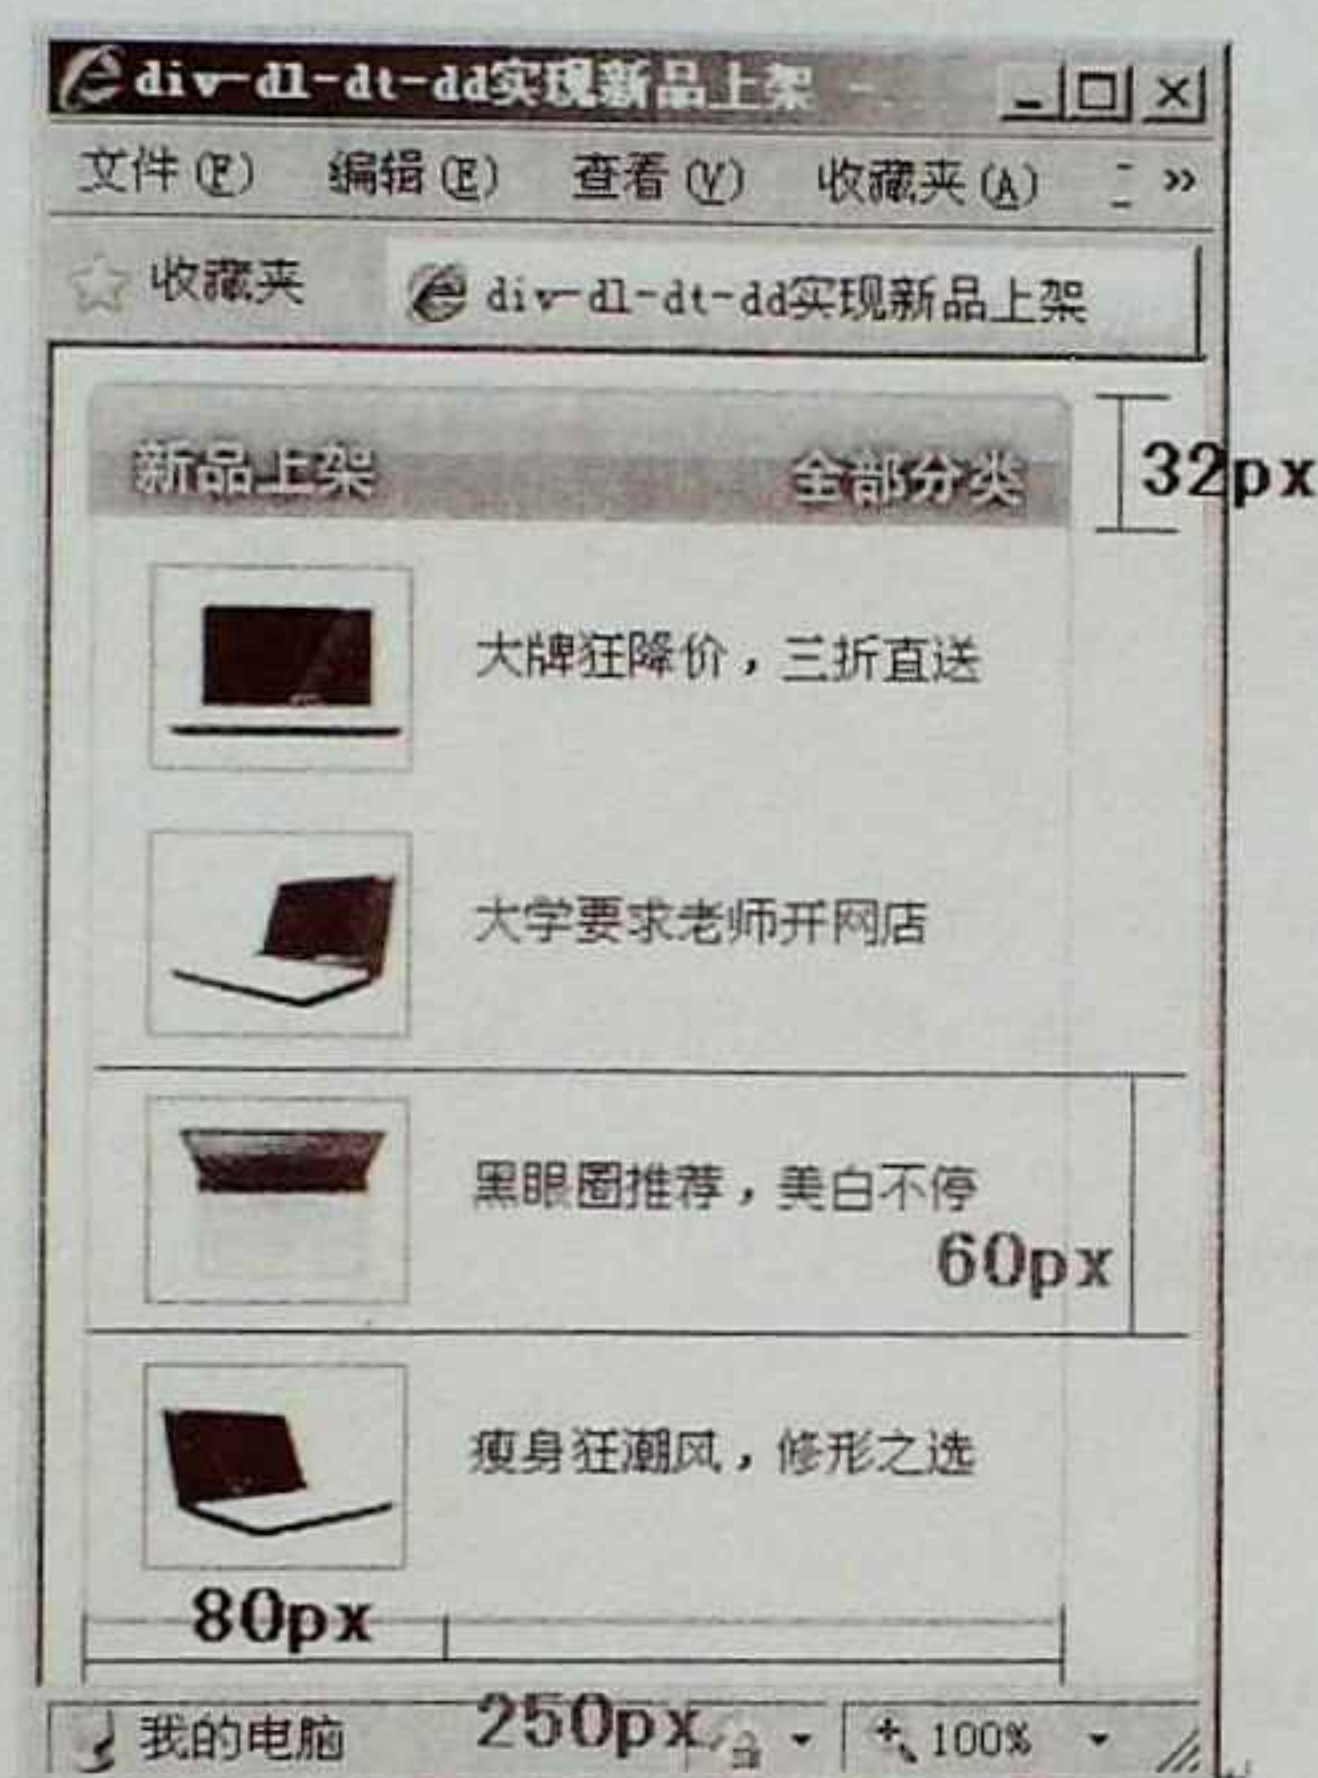 div-dl-dt-dd实现新品上架 -
文件(F) 编辑(E) 查看(V) 收藏夹(A) »
收藏夹 div-dl-dt-dd实现新品上架
新品上架 全部分类
32px
大牌狂降价，三折直送
大学要求老师开网店
黑眼圈推荐，美白不停
60px
瘦身狂潮风，修形之选
80px
250px
我的电脑 100%